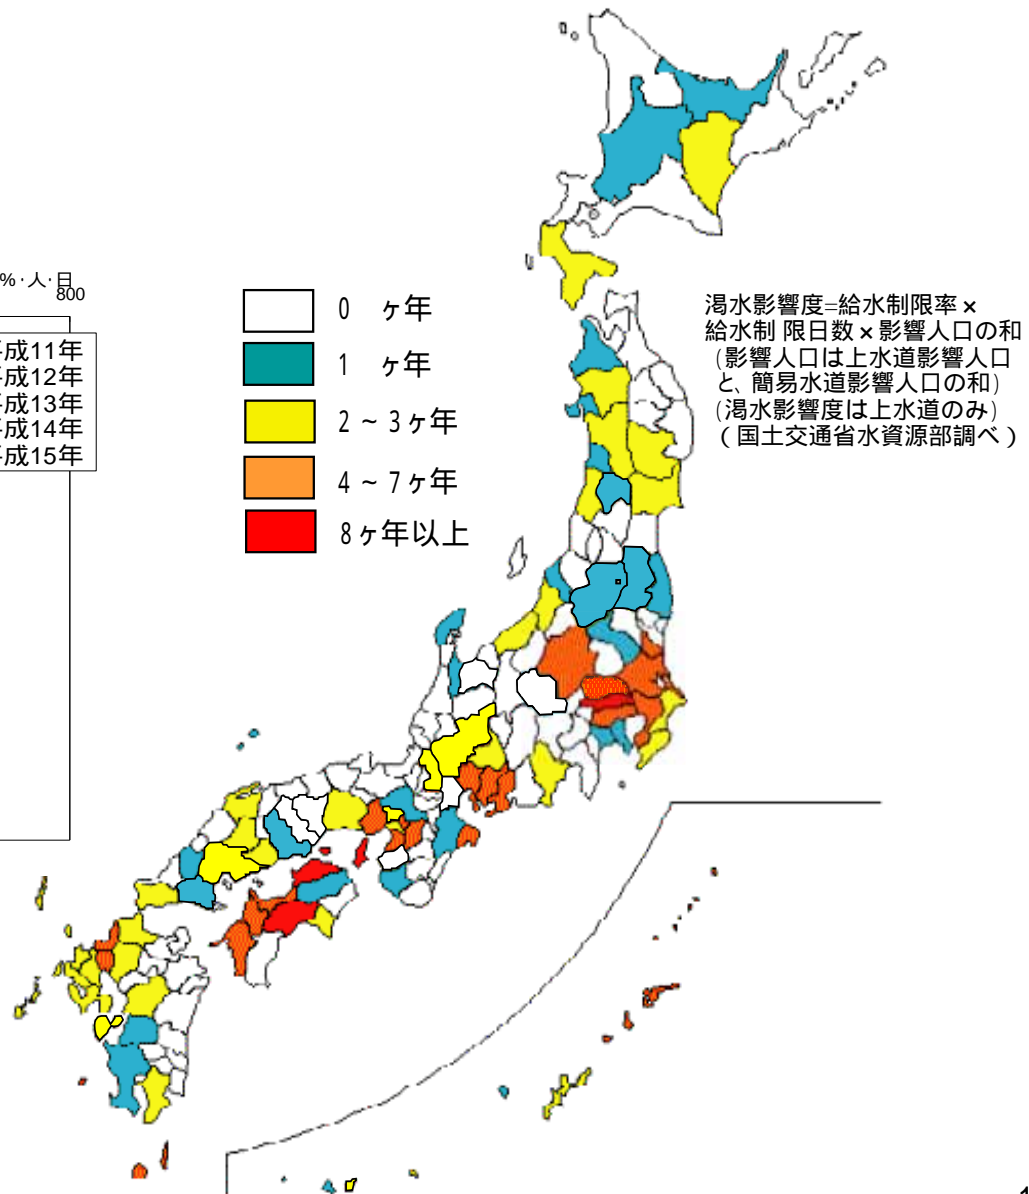 %・人・日
800
平成11年
平成12年
平成13年
平成14年
平成15年
0 ヶ年
1 ヶ年
2～3ヶ年
4～7ヶ年
8ヶ年以上
渇水影響度=給水制限率×
給水制 限日数×影響人口の和
(影響人口は上水道影響人口
と、簡易水道影響人口の和)
(渇水影響度は上水道のみ)
(国土交通省水資源部調べ)